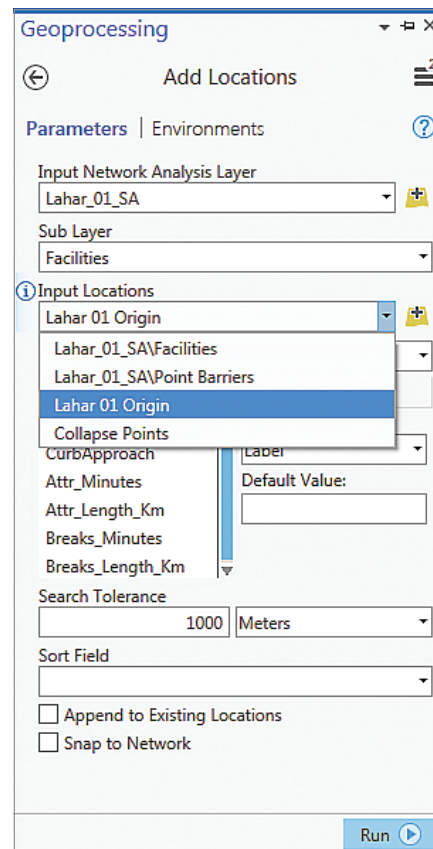 Geoprocessing
Add Locations
Parameters | Environments
Input Network Analysis Layer
Lahar_01_SA
Sub Layer
Facilities
Input Locations
Lahar 01 Origin
Lahar_01_SA\Facilities
Lahar_01_SA\Point Barriers
Lahar 01 Origin
Collapse Points
CurbApproach Label
Attr_Minutes Default Value:
Attr_Length_Km
Breaks_Minutes
Breaks_Length_Km
Search Tolerance
1000 Meters
Sort Field
Append to Existing Locations
Snap to Network
Run